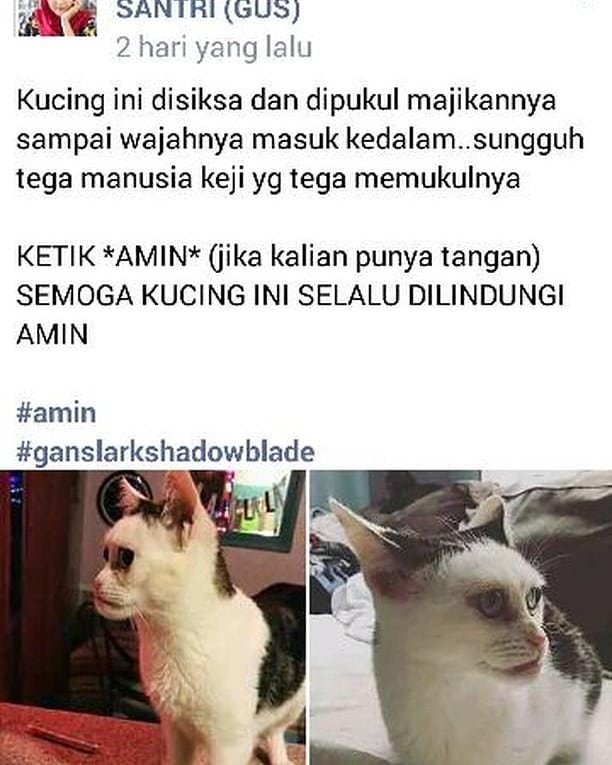 SANTRI (GUS)
2 hari yang lalu
Kucing ini disiksa dan dipukul majikannya
sampai wajahnya masuk kedalam..sungguh
tega manusia keji yg tega memukulnya
KETIK *AMIN* (jika kalian punya tangan)
SEMOGA KUCING INI SELALU DILINDUNGI
AMIN
#amin
#ganslarkshadowblade